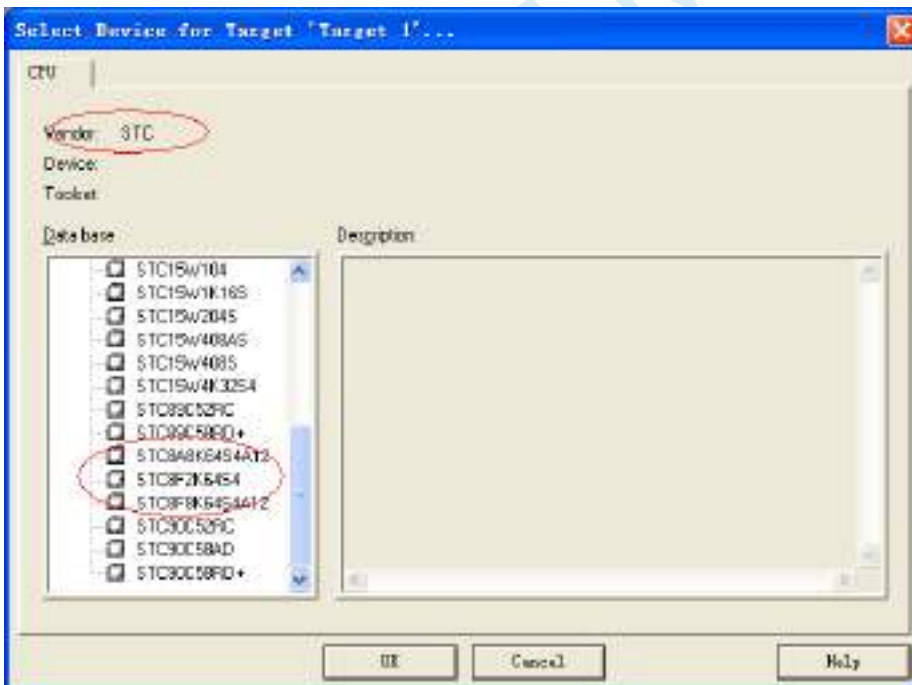 Select Device for Target 'Target 1'...
CPU
Vendor: STC
Device:
Toolset:
Data base
Description:
STC15W104
STC15W1K16S
STC15W204S
STC15W408AS
STC15W408S
STC15W4K32S4
STC89C52RC
STC89C58RD+
STC8A8K64S4A12
STC8F2K64S4
STC8F8K64S4A12
STC90C52RC
STC90C58AD
STC90C58RD+
OK
Cancel
Help